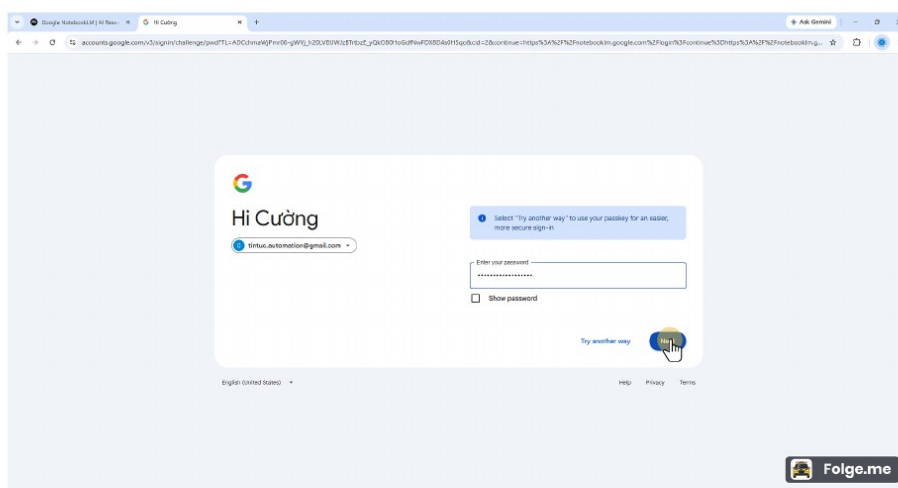 Google NotebookLM | AI Resea
Hi Cường
Ask Gemini
Hi Cường
tintuc.automation@gmail.com
Select "Try another way" to use your passkey for an easier,
more secure sign-in
Enter your password
••••••••••••••••••
Show password
Try another way
English (United States)
Help Privacy Terms
Folge.me